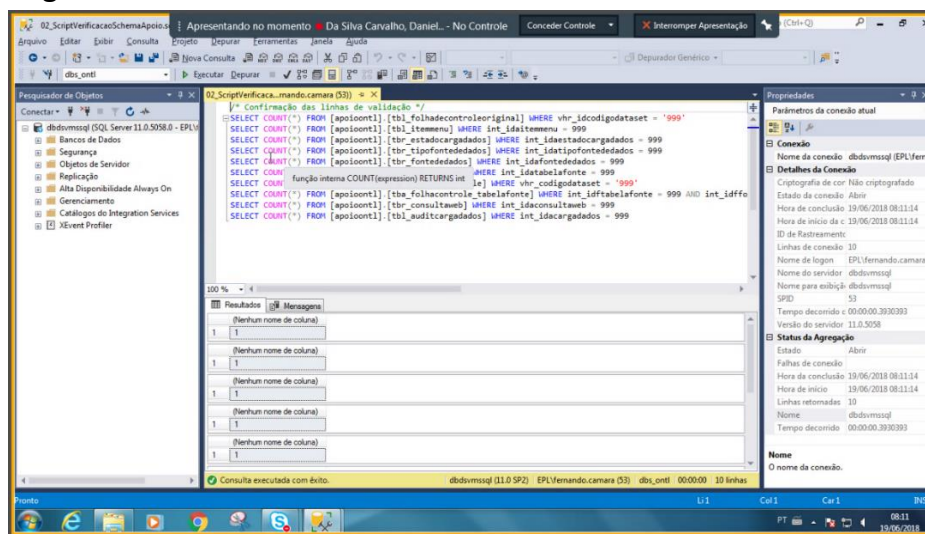 02_ScriptVerificacaoSchemaApoio.s
Apresentando no momento
Da Silva Carvalho, Daniel... - No Controle
Conceder Controle
Interromper Apresentação
(Ctrl+Q)
Arquivo Editar Exibir Consulta Projeto Depurar Ferramentas Janela Ajuda
Nova Consulta
Depurador Genérico
dbs_ontl
Executar Depurar
Pesquisador de Objetos
Conectar
dbdsvmssql (SQL Server 11.0.5058.0 - EPL\f
Bancos de Dados
Segurança
Objetos de Servidor
Replicação
Alta Disponibilidade Always On
Gerenciamento
Catálogos do Integration Services
XEvent Profiler
02_ScriptVerificac...mando.camara (53))
/* Confirmação das linhas de validação */
SELECT COUNT(*) FROM [apoioontl].[tbl_folhadecontroleoriginal] WHERE vhr_idcodigodataset = '999'
SELECT COUNT(*) FROM [apoioontl].[tbl_itemmenu] WHERE int_idaitemmenu = 999
SELECT COUNT(*) FROM [apoioontl].[tbr_estadocargadados] WHERE int_idaestadocargadados = 999
SELECT COUNT(*) FROM [apoioontl].[tbr_tipofontededados] WHERE int_idatipofontededados = 999
SELECT COUNT(*) FROM [apoioontl].[tbr_fontededados] WHERE int_idafontededados = 999
SELECT COU
int_idatabelafonte = 999
SELECT COU
le] WHERE vhr_codigodataset = '999'
função interna COUNT(expression) RETURNS int
SELECT COUNT(*) FROM [apoioontl].[tba_folhacontrole_tabelafonte] WHERE int_idftabelafonte = 999 AND int_idffo
SELECT COUNT(*) FROM [apoioontl].[tbr_consultaweb] WHERE int_idaconsultaweb = 999
SELECT COUNT(*) FROM [apoioontl].[tbl_auditcargadados] WHERE int_idacargadados = 999
100 %
Resultados Mensagens
(Nenhum nome de coluna)
1 1
(Nenhum nome de coluna)
1 1
(Nenhum nome de coluna)
1 1
(Nenhum nome de coluna)
1 1
(Nenhum nome de coluna)
1 1
Consulta executada com êxito.
dbdsvmssql (11.0 SP2) EPL\fernando.camara (53) dbs_ontl 00:00:00 10 linhas
Propriedades
Parâmetros da conexão atual
Conexão
Nome da conexão dbdsvmssql (EPL\fern
Detalhes da Conexão
Criptografia de cor Não criptografado
Estado da conexão Abrir
Hora de conclusão 19/06/2018 08:11:14
Hora de início da c 19/06/2018 08:11:14
ID de Rastreamento
Linhas de conexão 10
Nome de logon EPL\fernando.camara
Nome do servidor dbdsvmssql
Nome para exibiçã dbdsvmssql
SPID 53
Tempo decorrido c 00:00:00.3930393
Versão do servidor 11.0.5058
Status da Agregação
Estado Abrir
Falhas de conexão
Hora da conclusão 19/06/2018 08:11:14
Hora de início 19/06/2018 08:11:14
Linhas retornadas 10
Nome dbdsvmssql
Tempo decorrido 00:00:00.3930393
Nome
O nome da conexão.
Pronto
Li 1 Col 1 Car 1 INS
PT
08:11
19/06/2018